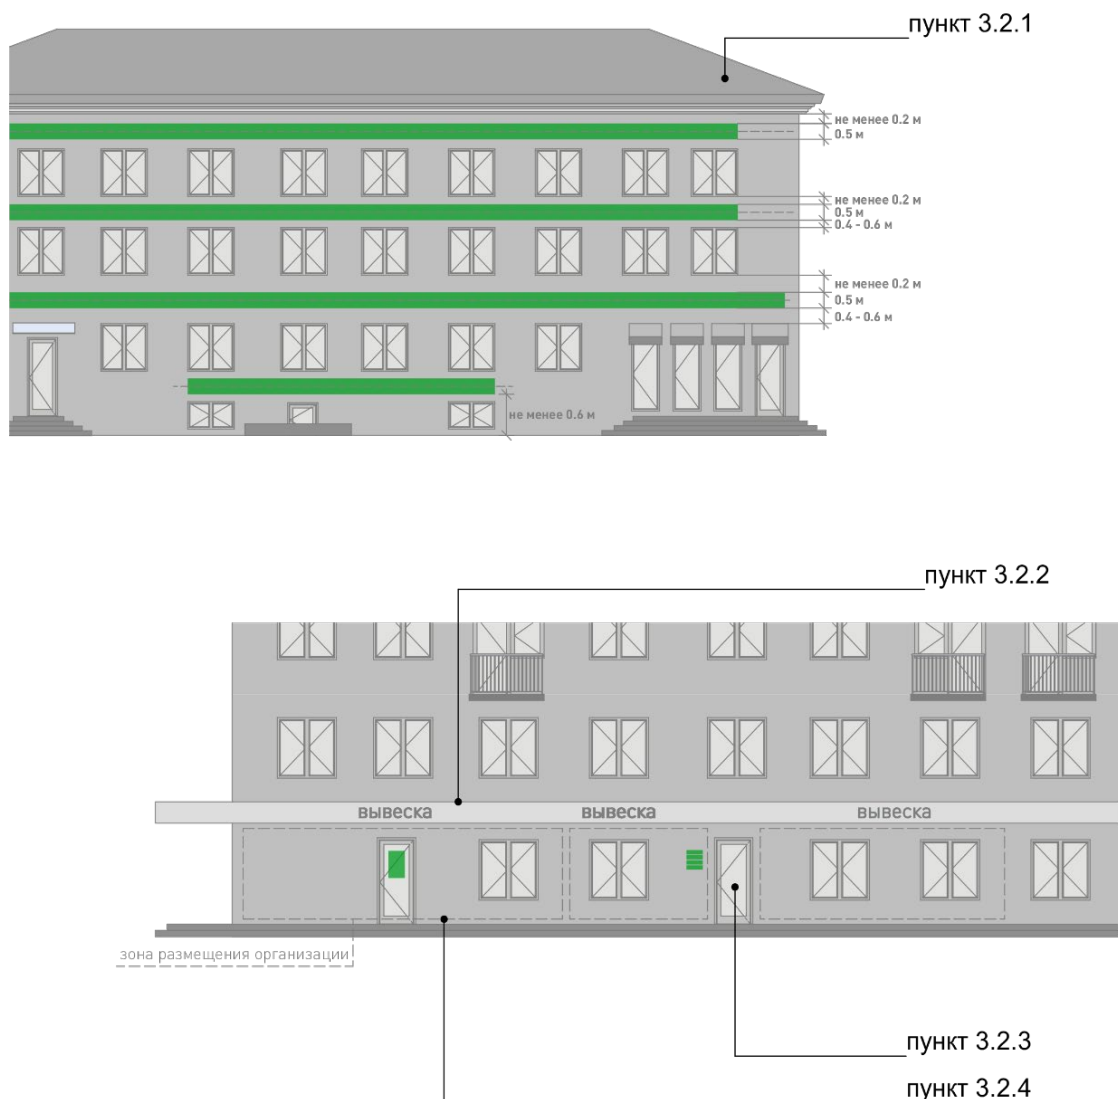 пункт 3.2.1
не менее 0.2 м
0.5 м
не менее 0.2 м
0.5 м
0.4 - 0.6 м
не менее 0.2 м
0.5 м
0.4 - 0.6 м
не менее 0.6 м
пункт 3.2.2
вывеска вывеска вывеска
зона размещения организации
пункт 3.2.3
пункт 3.2.4